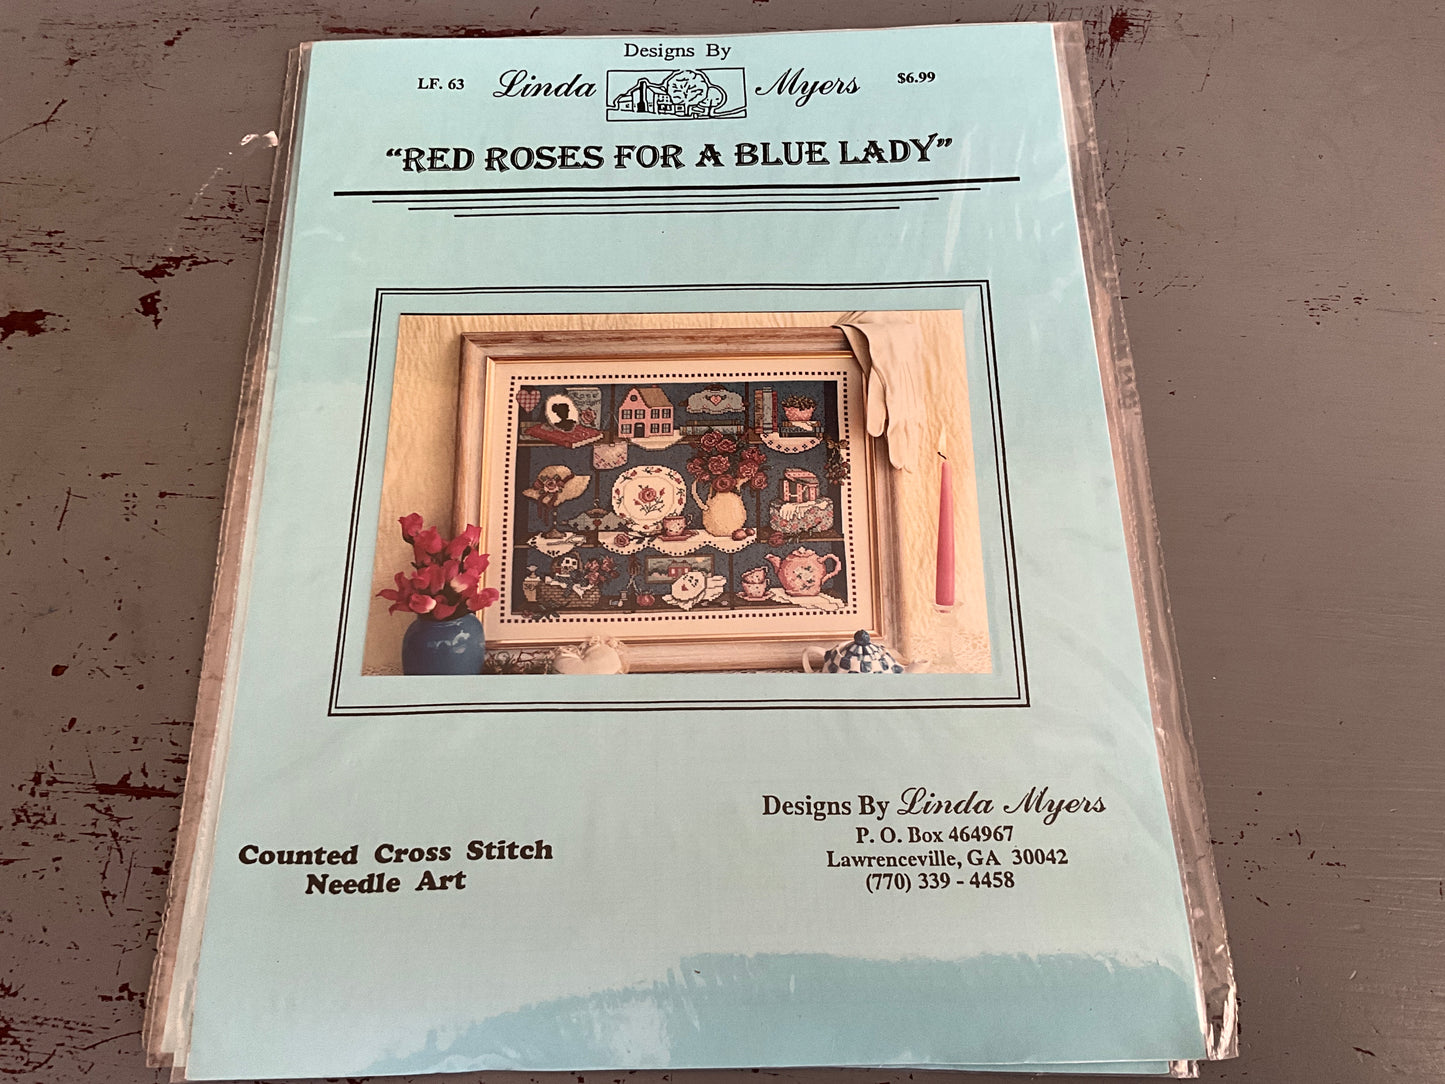 Designs By
LF. 63 Linda Myers $6.99
“RED ROSES FOR A BLUE LADY”
Rose
Designs By Linda Myers
P. O. Box 464967
Lawrenceville, GA 30042
(770) 339 - 4458
Counted Cross Stitch
Needle Art